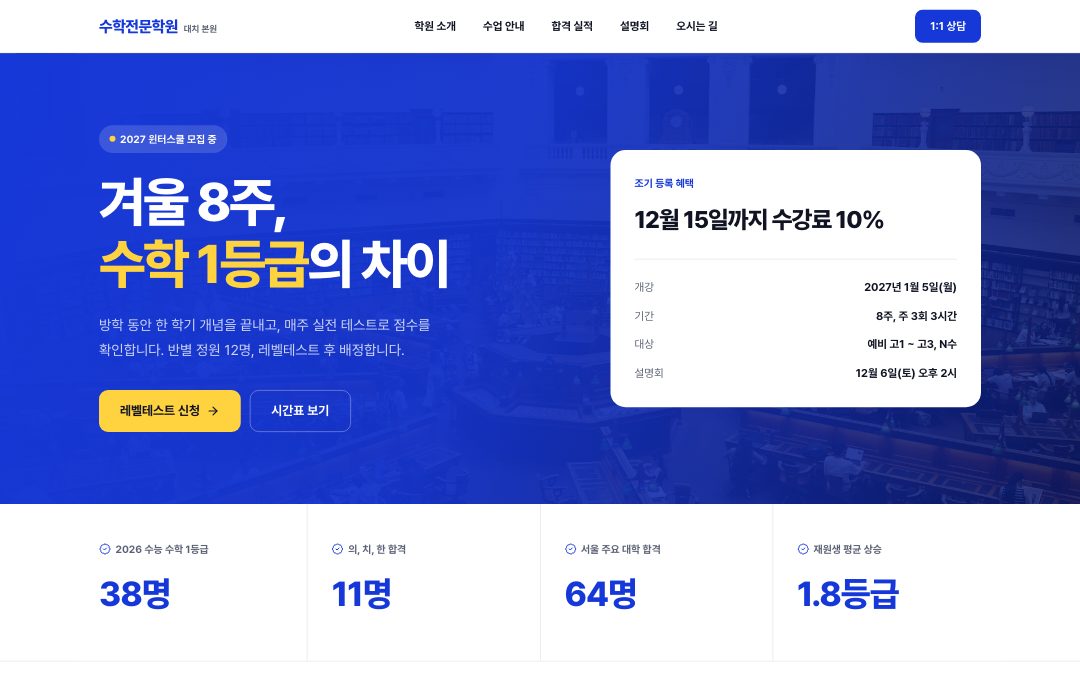 수학전문학원 대치 본원
학원 소개 수업 안내 합격 실적 설명회 오시는 길
1:1 상담
2027 윈터스쿨 모집 중
겨울 8주,
수학 1등급의 차이
방학 동안 한 학기 개념을 끝내고, 매주 실전 테스트로 점수를
확인합니다. 반별 정원 12명, 레벨테스트 후 배정합니다.
레벨테스트 신청 →
시간표 보기
조기 등록 혜택
12월 15일까지 수강료 10%
개강 2027년 1월 5일(월)
기간 8주, 주 3회 3시간
대상 예비 고1 ~ 고3, N수
설명회 12월 6일(토) 오후 2시
2026 수능 수학 1등급
38명
의, 치, 한 합격
11명
서울 주요 대학 합격
64명
재원생 평균 상승
1.8등급